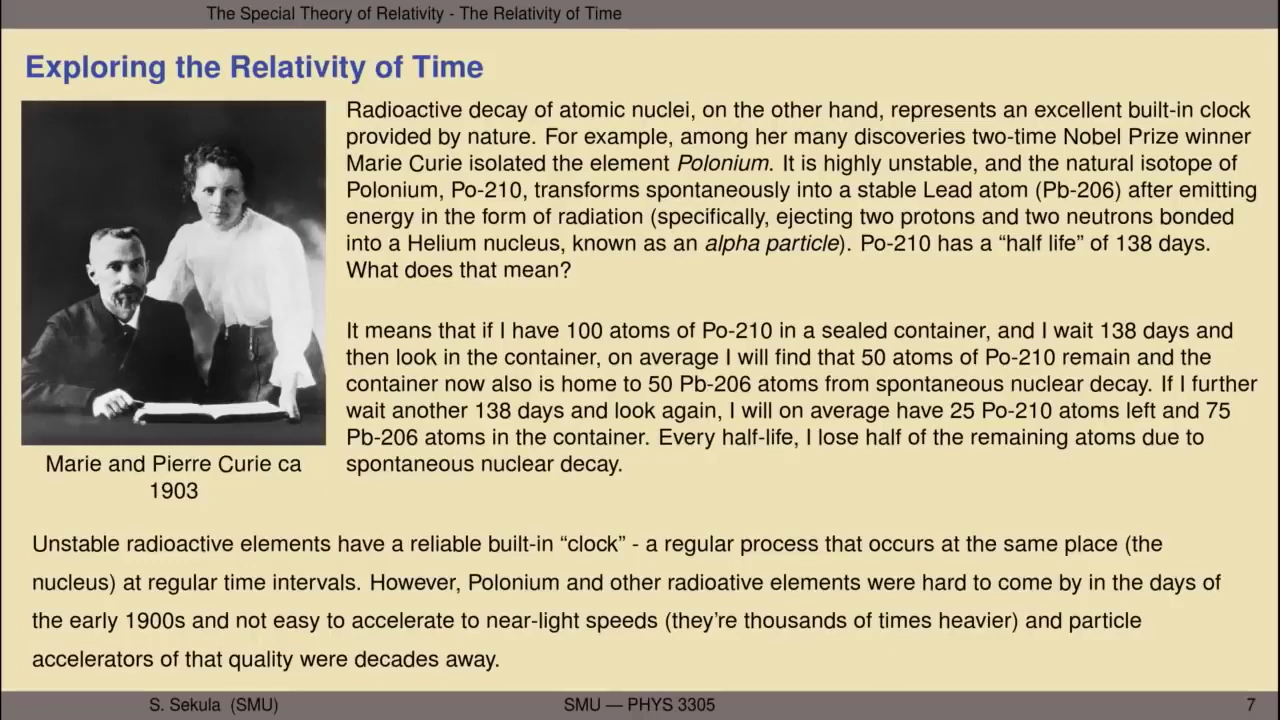 The Special Theory of Relativity - The Relativity of Time
Exploring the Relativity of Time
Radioactive decay of atomic nuclei, on the other hand, represents an excellent built-in clock
provided by nature. For example, among her many discoveries two-time Nobel Prize winner
Marie Curie isolated the element Polonium. It is highly unstable, and the natural isotope of
Polonium, Po-210, transforms spontaneously into a stable Lead atom (Pb-206) after emitting
energy in the form of radiation (specifically, ejecting two protons and two neutrons bonded
into a Helium nucleus, known as an alpha particle). Po-210 has a “half life” of 138 days.
What does that mean?
It means that if I have 100 atoms of Po-210 in a sealed container, and I wait 138 days and
then look in the container, on average I will find that 50 atoms of Po-210 remain and the
container now also is home to 50 Pb-206 atoms from spontaneous nuclear decay. If I further
wait another 138 days and look again, I will on average have 25 Po-210 atoms left and 75
Pb-206 atoms in the container. Every half-life, I lose half of the remaining atoms due to
spontaneous nuclear decay.
Marie and Pierre Curie ca
1903
Unstable radioactive elements have a reliable built-in “clock” - a regular process that occurs at the same place (the
nucleus) at regular time intervals. However, Polonium and other radioative elements were hard to come by in the days of
the early 1900s and not easy to accelerate to near-light speeds (they’re thousands of times heavier) and particle
accelerators of that quality were decades away.
S. Sekula (SMU)
SMU — PHYS 3305
7